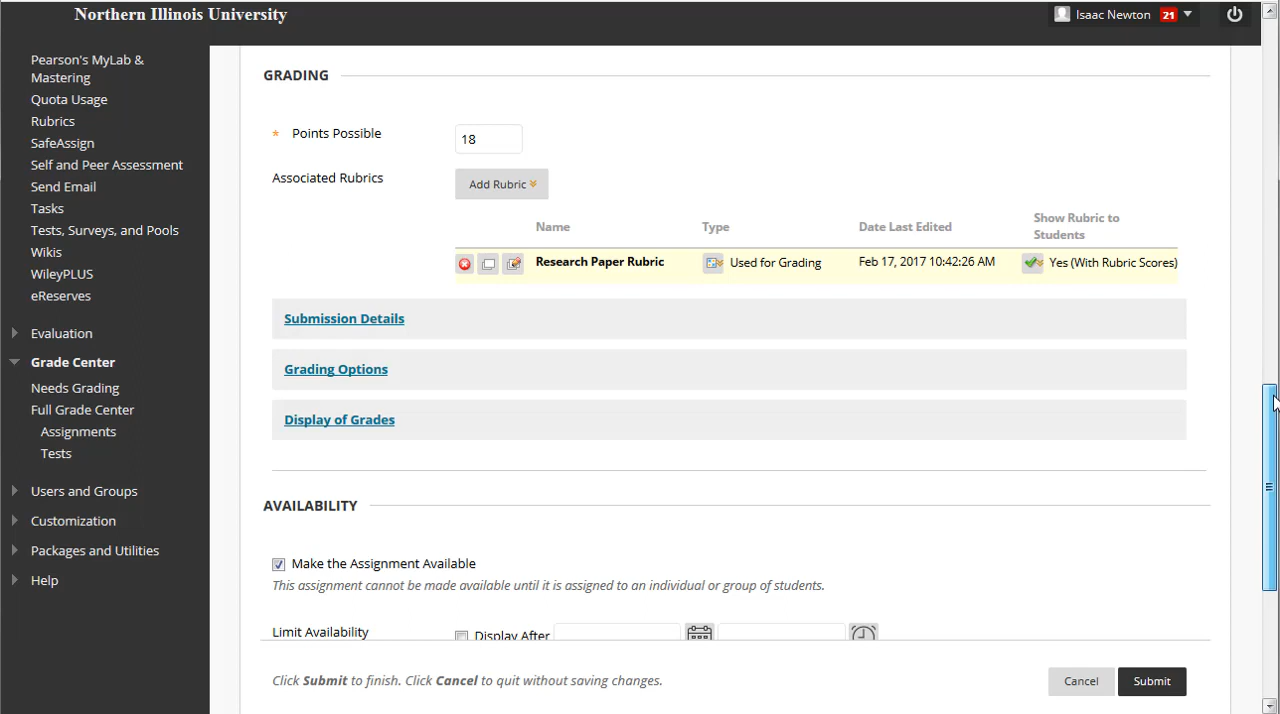 Northern Illinois University
Isaac Newton 21
Pearson's MyLab &
Mastering
Quota Usage
Rubrics
SafeAssign
Self and Peer Assessment
Send Email
Tasks
Tests, Surveys, and Pools
Wikis
WileyPLUS
eReserves
Evaluation
Grade Center
Needs Grading
Full Grade Center
Assignments
Tests
Users and Groups
Customization
Packages and Utilities
Help
GRADING
* Points Possible 18
Associated Rubrics Add Rubric
Name Type Date Last Edited Show Rubric to
Students
Research Paper Rubric Used for Grading Feb 17, 2017 10:42:26 AM Yes (With Rubric Scores)
Submission Details
Grading Options
Display of Grades
AVAILABILITY
Make the Assignment Available
This assignment cannot be made available until it is assigned to an individual or group of students.
Limit Availability Display After
Click Submit to finish. Click Cancel to quit without saving changes. Cancel Submit